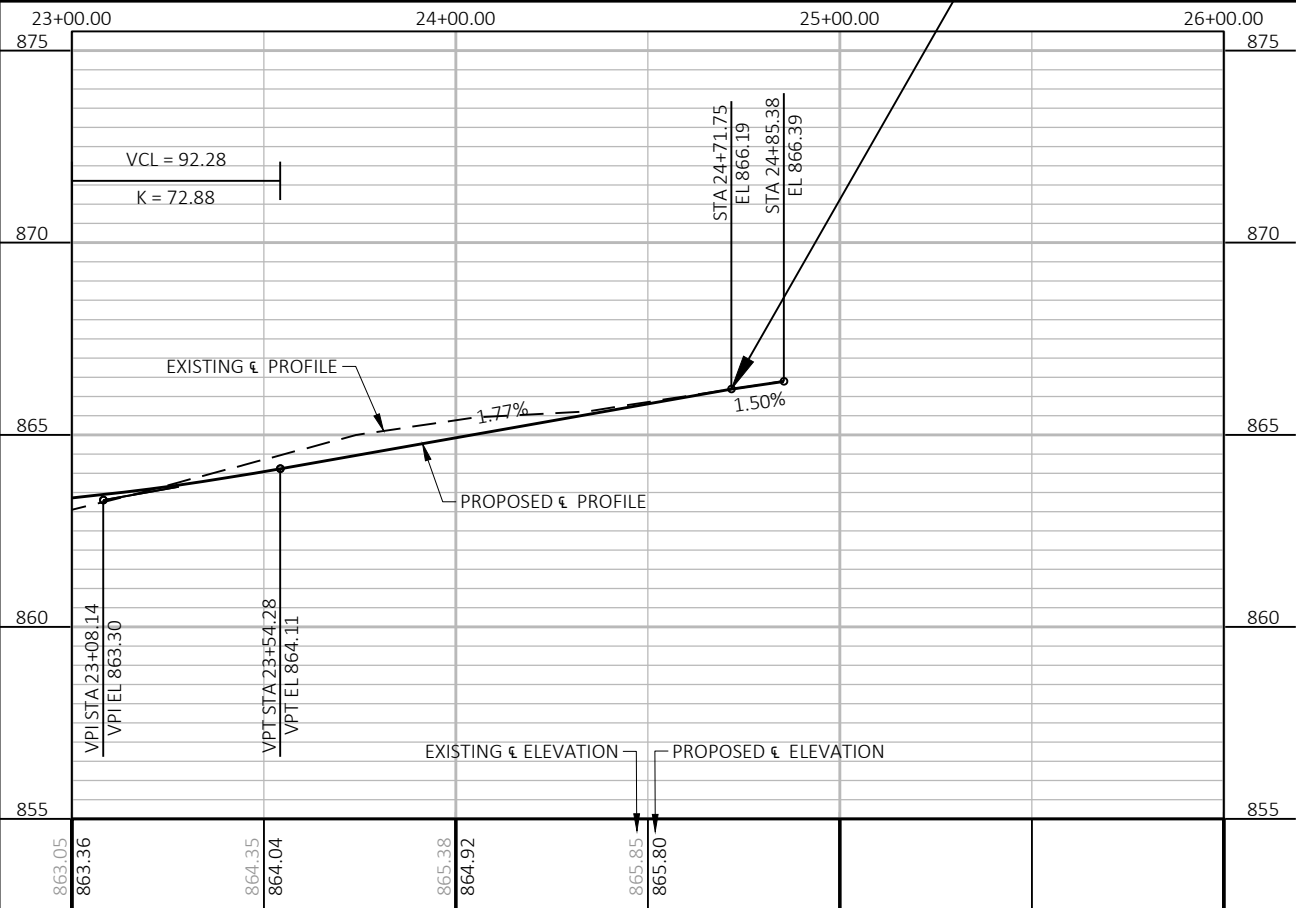 23+00.00
24+00.00
25+00.00
26+00.00
875
875
VCL = 92.28
K = 72.88
STA 24+71.75
EL 866.19
STA 24+85.38
EL 866.39
870
870
EXISTING ℄ PROFILE
1.77%
1.50%
865
865
PROPOSED ℄ PROFILE
VPI STA 23+08.14
VPI EL 863.30
VPT STA 23+54.28
VPT EL 864.11
860
860
EXISTING ℄ ELEVATION
PROPOSED ℄ ELEVATION
855
855
863.05
863.36
864.35
864.04
865.38
864.92
865.85
865.80